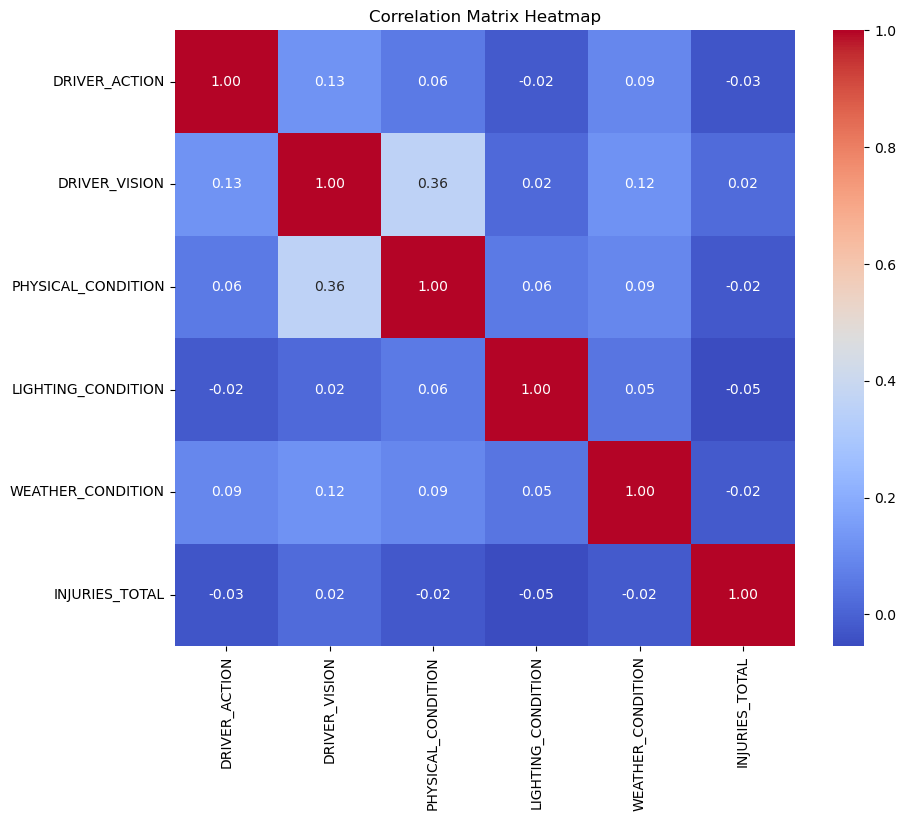 Correlation Matrix Heatmap
DRIVER_ACTION 1.00 0.13 0.06 -0.02 0.09 -0.03
DRIVER_VISION 0.13 1.00 0.36 0.02 0.12 0.02
PHYSICAL_CONDITION 0.06 0.36 1.00 0.06 0.09 -0.02
LIGHTING_CONDITION -0.02 0.02 0.06 1.00 0.05 -0.05
WEATHER_CONDITION 0.09 0.12 0.09 0.05 1.00 -0.02
INJURIES_TOTAL -0.03 0.02 -0.02 -0.05 -0.02 1.00
DRIVER_ACTION
DRIVER_VISION
PHYSICAL_CONDITION
LIGHTING_CONDITION
WEATHER_CONDITION
INJURIES_TOTAL
1.0
0.8
0.6
0.4
0.2
0.0